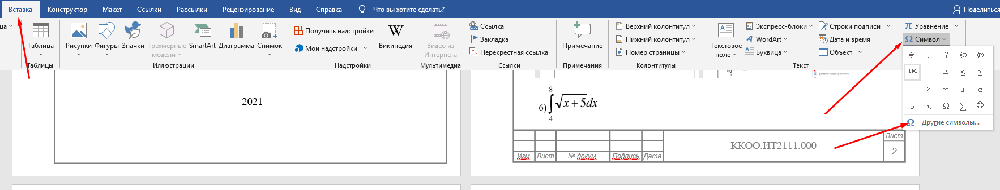 Вставка Конструктор Макет Ссылки Рассылки Рецензирование Вид Справка Что вы хотите сделать? Поделиться
ца Таблица Рисунки Фигуры Значки Трехмерные модели SmartArt Диаграмма Снимок
Получить надстройки
Мои надстройки
Википедия
Видео из Интернета
Ссылка
Закладка
Перекрестная ссылка
Примечание
Верхний колонтитул
Нижний колонтитул
Номер страницы
Текстовое поле
Экспресс-блоки
WordArt
Буквица
Строки подписи
Дата и время
Объект
π Уравнение
Ω Символ
Таблицы Иллюстрации Надстройки Мультимедиа Ссылки Примечания Колонтитулы Текст
€ £ ¥ © ®
™ ± ≠ ≤ ≥
÷ × ∞ µ α
β π Ω ∑ ☺
Ω Другие символы...
2021
8
6) ∫ √x + 5 dx
4
Изм. Лист № докум. Подпись Дата
ККОО.ИТ2111.000
Лист
2